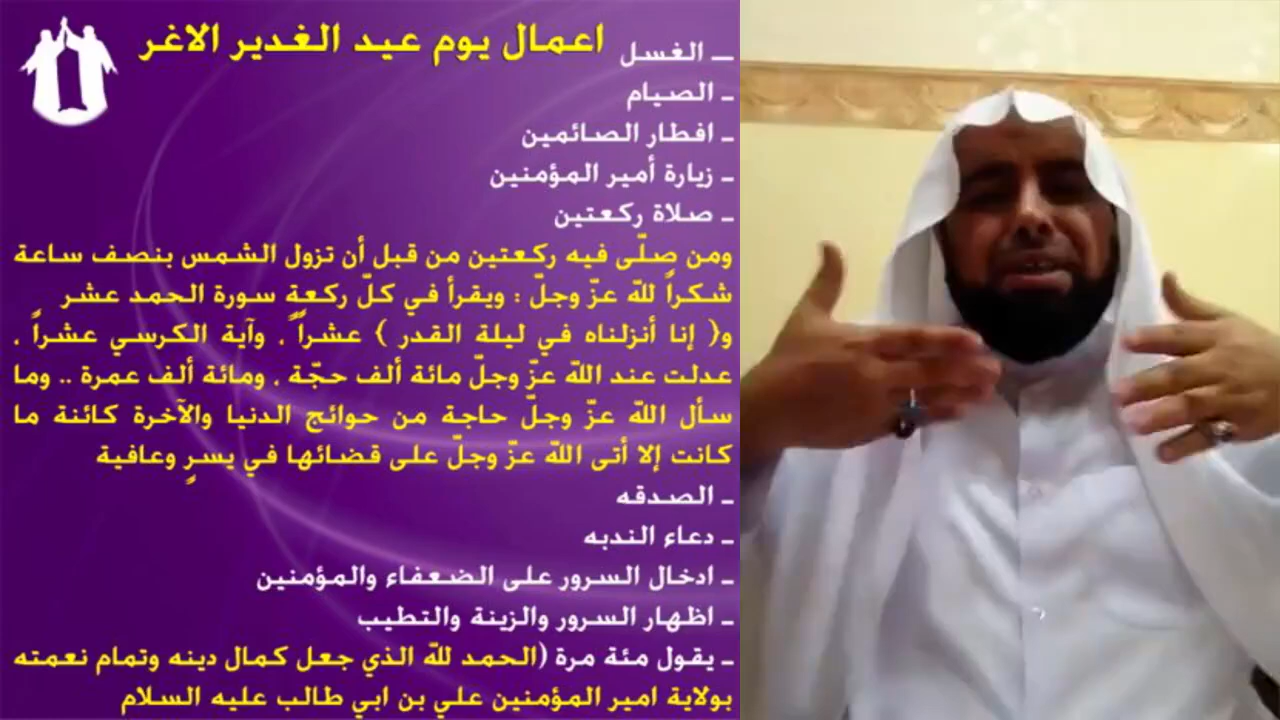 اعمال يوم عيد الغدير الاغر
ــ الغسل
ـ الصيام
ـ افطار الصائمين
ـ زيارة أمير المؤمنين
ـ صلاة ركعتين
ومن صلّى فيه ركعتين من قبل أن تزول الشمس بنصف ساعة
شكراً للّه عزّ وجلّ : ويقرأ في كلّ ركعةٍ سورة الحمد عشر
و( إنا أنزلناه في ليلة القدر ) عشراً ، وآية الكرسي عشراً ،
عدلت عند اللّه عزّ وجلّ مائة ألف حجّة ، ومائة ألف عمرة .. وما
سأل اللّه عزّ وجلّ حاجة من حوائج الدنيا والآخرة كائنة ما
كانت إلا أتى اللّه عزّ وجلّ على قضائها في يسرٍ وعافية
ـ الصدقه
ـ دعاء الندبه
ـ ادخال السرور على الضعفاء والمؤمنين
ـ اظهار السرور والزينة والتطيب
ـ يقول مئة مرة (الحمد للّه الذي جعل كمال دينه وتمام نعمته
بولاية امير المؤمنين علي بن ابي طالب عليه السلام